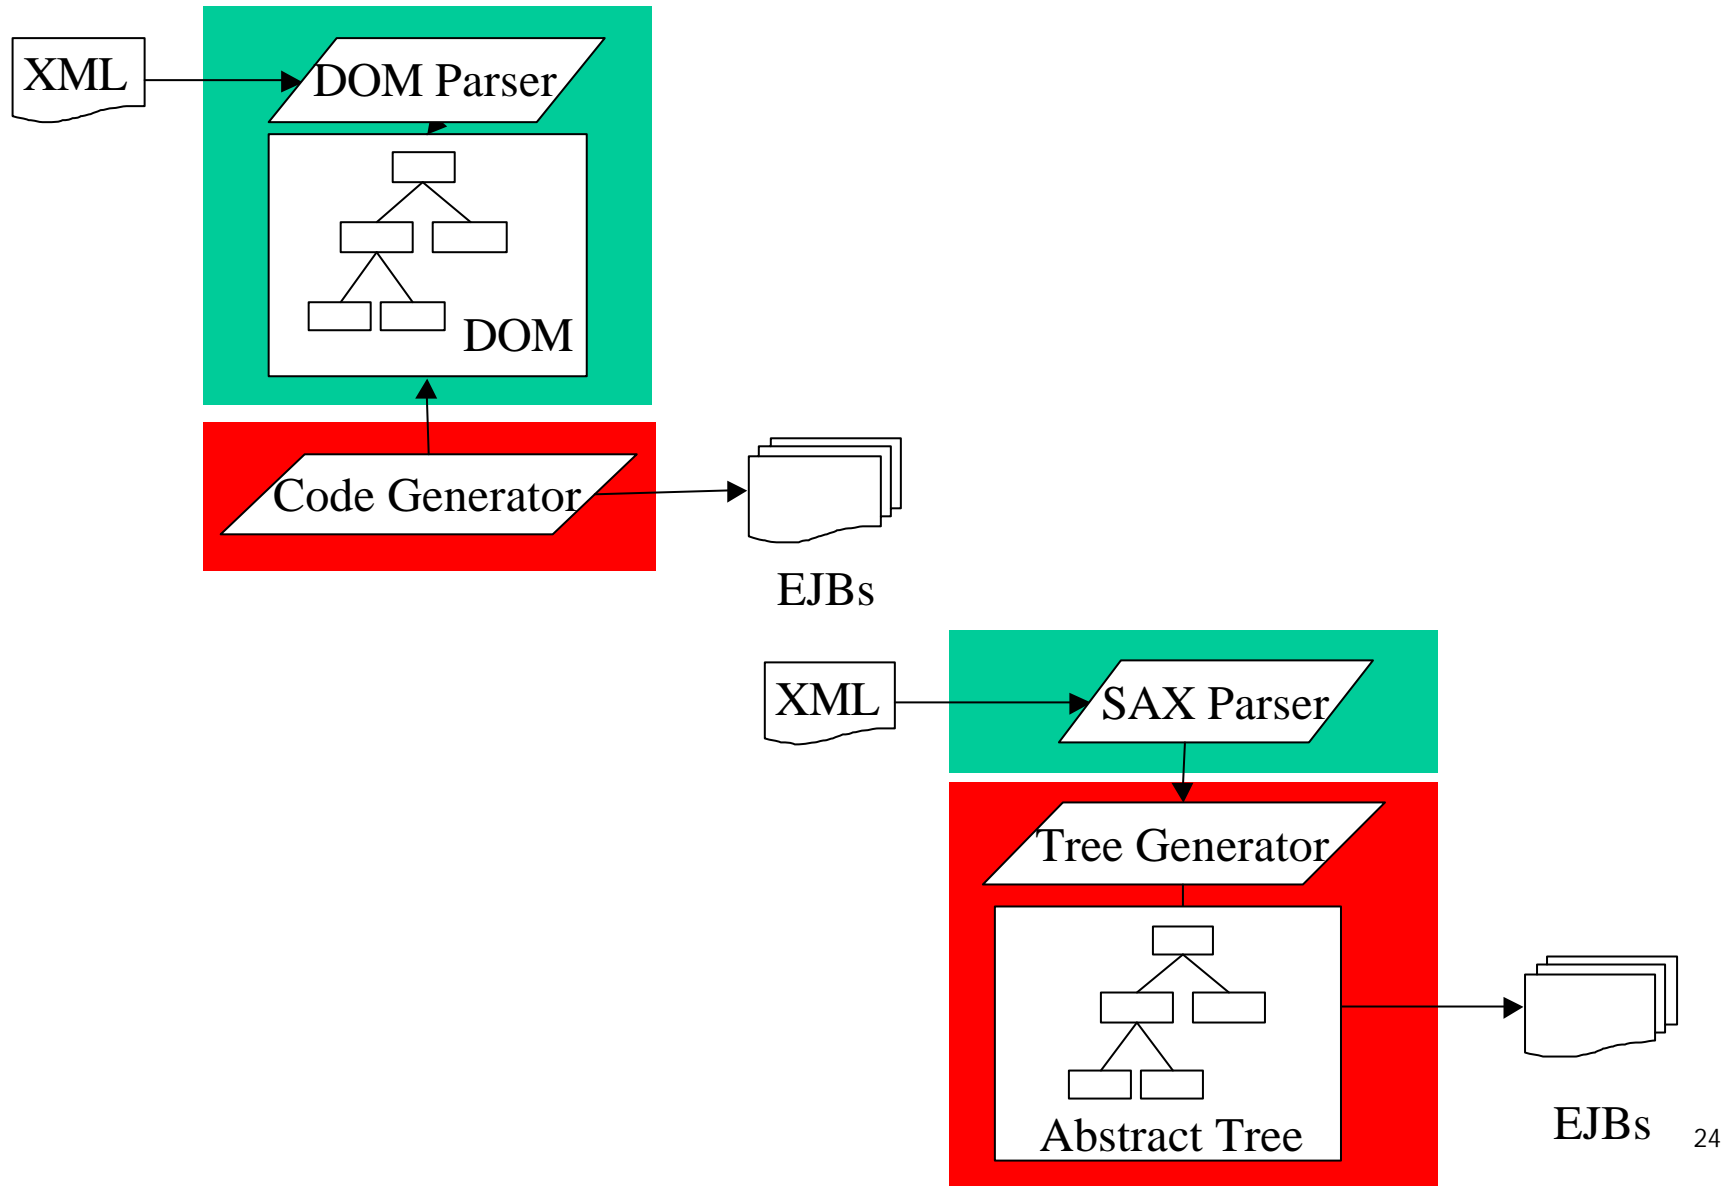 XML
DOM Parser
DOM
Code Generator
EJBs
XML
SAX Parser
Tree Generator
Abstract Tree
EJBs
24